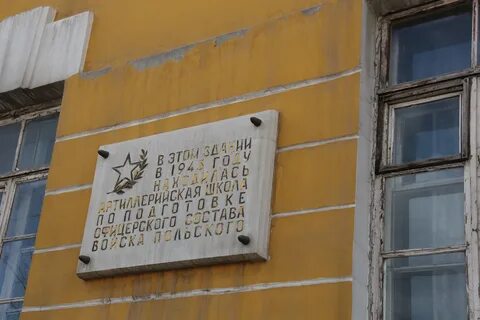 В ЭТОМ ЗДАНИИ
В 1943 ГОДУ
НАХОДИЛАСЬ
АРТИЛЛЕРИЙСКАЯ ШКОЛА
ПО ПОДГОТОВКЕ
ОФИЦЕРСКОГО СОСТАВА
ВОЙСКА ПОЛЬСКОГО